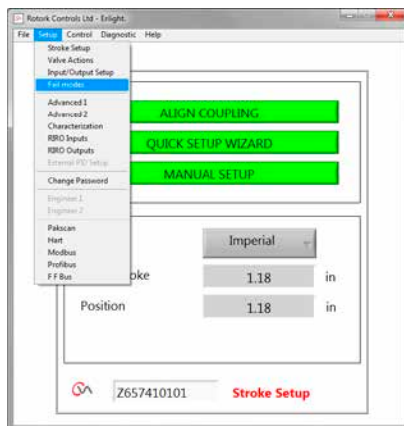 Rotork Controls Ltd - Enlight.
File Setup Control Diagnostic Help
Stroke Setup
Valve Actions
Input/Output Setup
Fail modes
Advanced 1
Advanced-2
Characterization
RIRO Inputs
RIRO Outputs
External PID Setup
Change Password
Engineer 1
Engineer 2
Pakscan
Hart
Modbus
Profibus
F F Bus
ALIGN COUPLING
QUICK SETUP WIZARD
MANUAL SETUP
Imperial
oke 1.18 in
Position 1.18 in
Z657410101 Stroke Setup